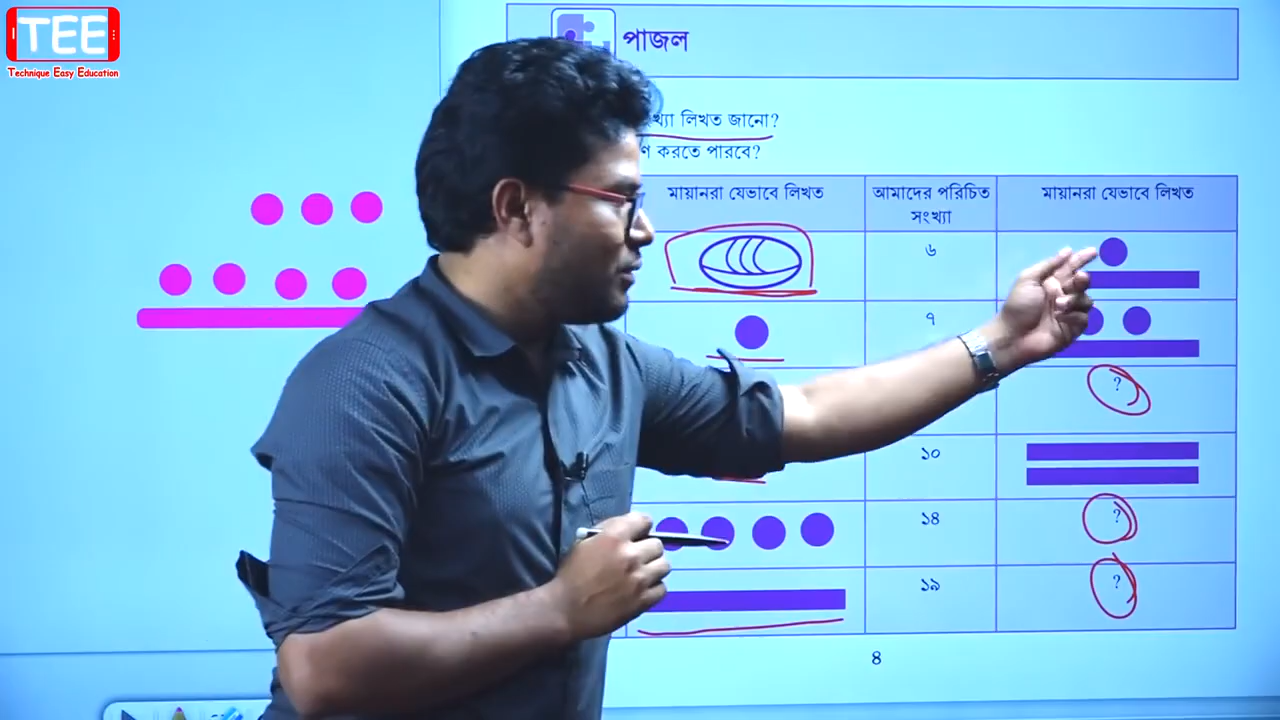 TEE
Technique Easy Education
পাজল
লিখত জানো?
করতে পারবে?
মায়ানরা যেভাবে লিখত
আমাদের পরিচিত
সংখ্যা
মায়ানরা যেভাবে লিখত
৬
৭
?
১০
১৪
?
১৯
?
৪